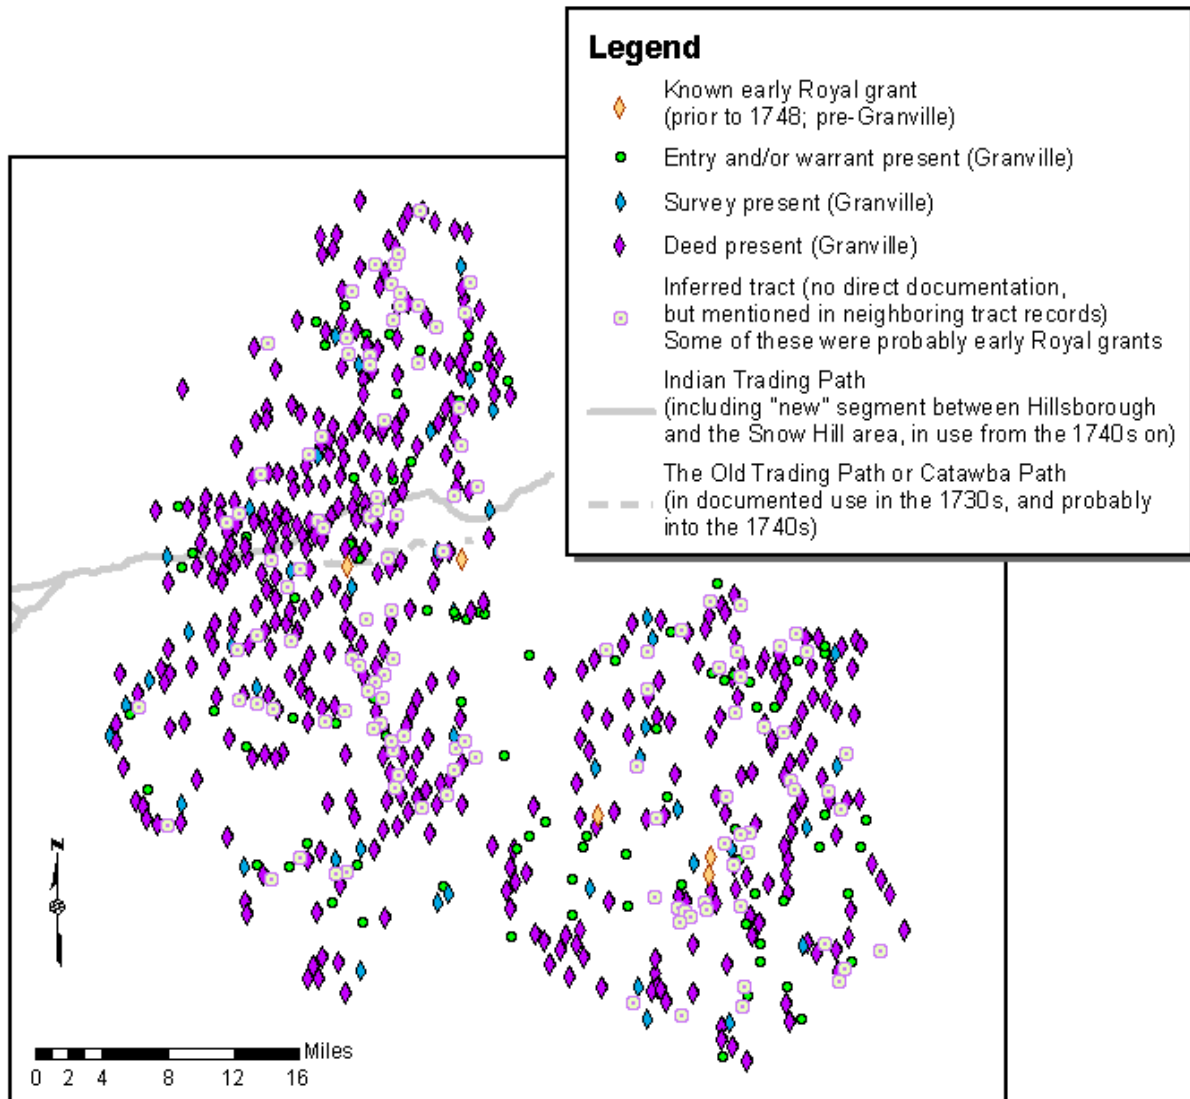 Legend
Known early Royal grant
(prior to 1748; pre-Granville)
Entry and/or warrant present (Granville)
Survey present (Granville)
Deed present (Granville)
Inferred tract (no direct documentation,
but mentioned in neighboring tract records)
Some of these were probably early Royal grants
Indian Trading Path
(including "new" segment between Hillsborough
and the Snow Hill area, in use from the 1740s on)
The Old Trading Path or Catawba Path
(in documented use in the 1730s, and probably
into the 1740s)
N
Miles
0 2 4 8 12 16